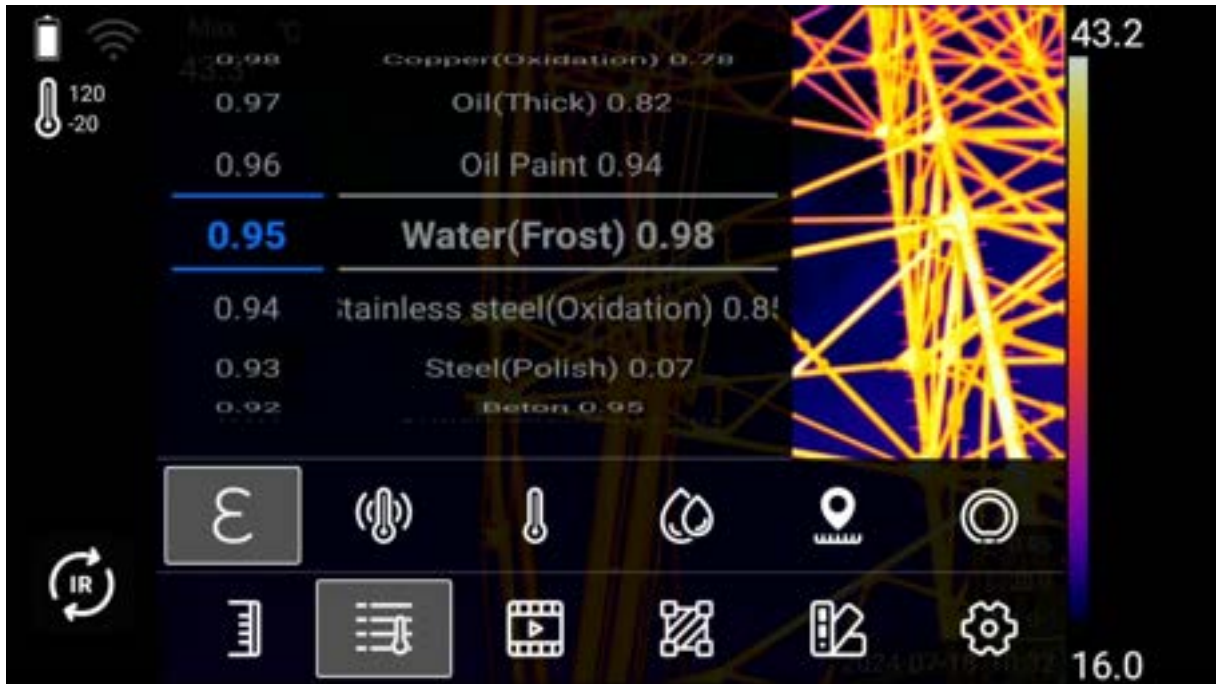 Max °C
43.2
120
-20
0.98 Copper(Oxidation) 0.78
0.97 Oil(Thick) 0.82
0.96 Oil Paint 0.94
0.95 Water(Frost) 0.98
0.94 tainless steel(Oxidation) 0.85
0.93 Steel(Polish) 0.07
0.92 Beton 0.95
ε
IR
16.0